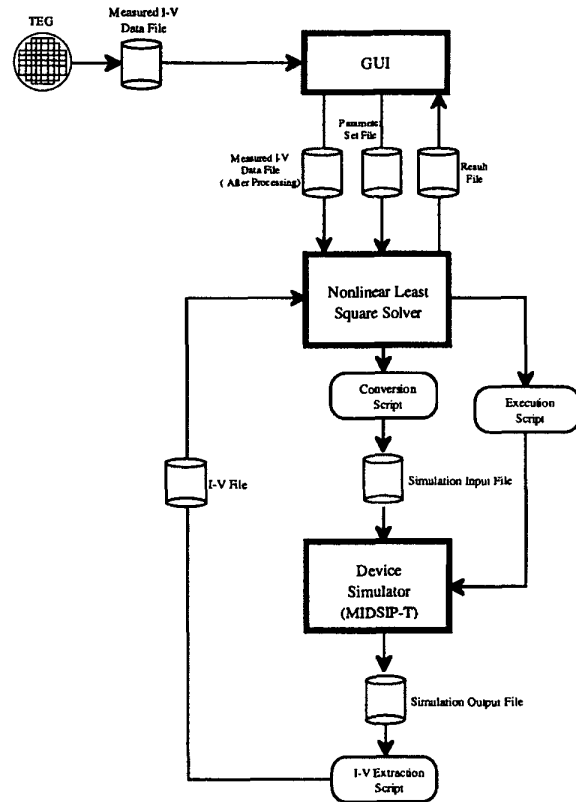 TEG
Measured I-V
Data File
GUI
Measured I-V
Data File
( After Processing)
Parameter
Set File
Result
File
Nonlinear Least
Square Solver
Conversion
Script
Execution
Script
I-V File
Simulation Input File
Device
Simulator
(MIDSIP-T)
Simulation Output File
I-V Extraction
Script